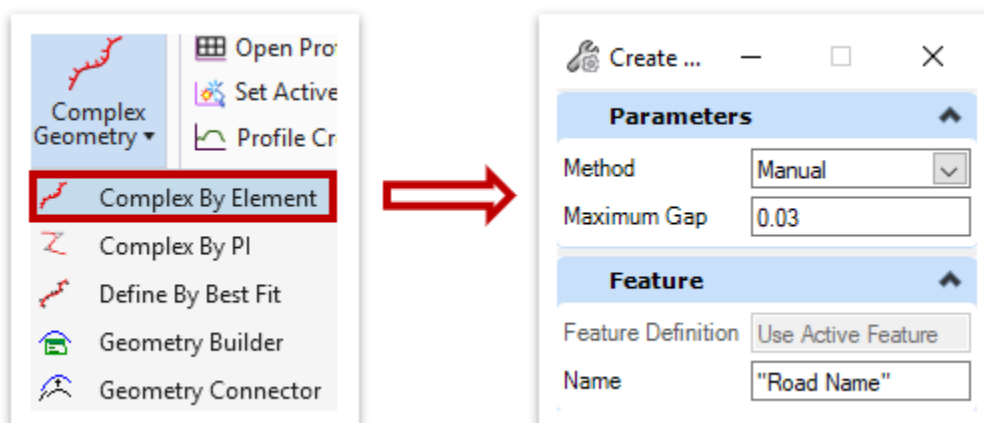 Complex
Geometry
Open Pro
Set Active
Profile Cr
Complex By Element
Complex By PI
Define By Best Fit
Geometry Builder
Geometry Connector
Create ...
Parameters
Method Manual
Maximum Gap 0.03
Feature
Feature Definition Use Active Feature
Name "Road Name"